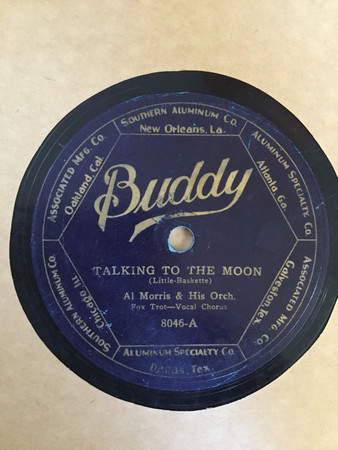 SOUTHERN ALUMINUM CO.
New Orleans, La.
ALUMINUM SPECIALTY CO.
Atlanta, Ga.
ASSOCIATED MFG. CO.
Galveston, Tex.
ALUMINUM SPECIALTY CO.
Dallas, Tex.
SOUTHERN ALUMINUM CO.
Chicago Ill.
ASSOCIATED MFG. CO.
Oakland, Cal.
Buddy
TALKING TO THE MOON
(Little-Baskette)
Al Morris & His Orch.
Fox Trot—Vocal Chorus
8046-A